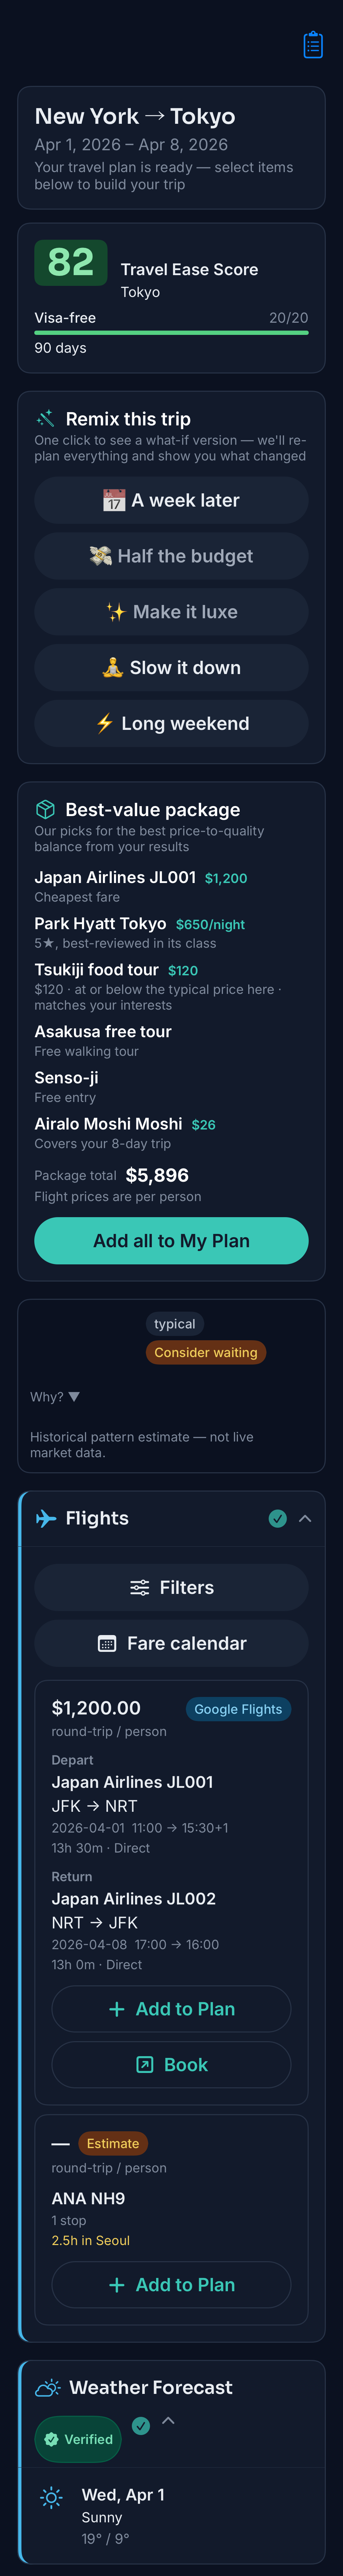 New York → Tokyo
Apr 1, 2026 – Apr 8, 2026
Your travel plan is ready — select items
below to build your trip
82
Travel Ease Score
Tokyo
Visa-free 20/20
90 days
Remix this trip
One click to see a what-if version — we'll re-
plan everything and show you what changed
📅 A week later
💸 Half the budget
✨ Make it luxe
🧘 Slow it down
⚡ Long weekend
Best-value package
Our picks for the best price-to-quality
balance from your results
Japan Airlines JL001 $1,200
Cheapest fare
Park Hyatt Tokyo $650/night
5★, best-reviewed in its class
Tsukiji food tour $120
$120 · at or below the typical price here ·
matches your interests
Asakusa free tour
Free walking tour
Senso-ji
Free entry
Airalo Moshi Moshi $26
Covers your 8-day trip
Package total $5,896
Flight prices are per person
Add all to My Plan
typical
Consider waiting
Why? ▼
Historical pattern estimate — not live
market data.
Flights
Filters
Fare calendar
$1,200.00 Google Flights
round-trip / person
Depart
Japan Airlines JL001
JFK → NRT
2026-04-01 11:00 → 15:30+1
13h 30m · Direct
Return
Japan Airlines JL002
NRT → JFK
2026-04-08 17:00 → 16:00
13h 0m · Direct
+ Add to Plan
Book
— Estimate
round-trip / person
ANA NH9
1 stop
2.5h in Seoul
+ Add to Plan
Weather Forecast
Verified
Wed, Apr 1
Sunny
19° / 9°